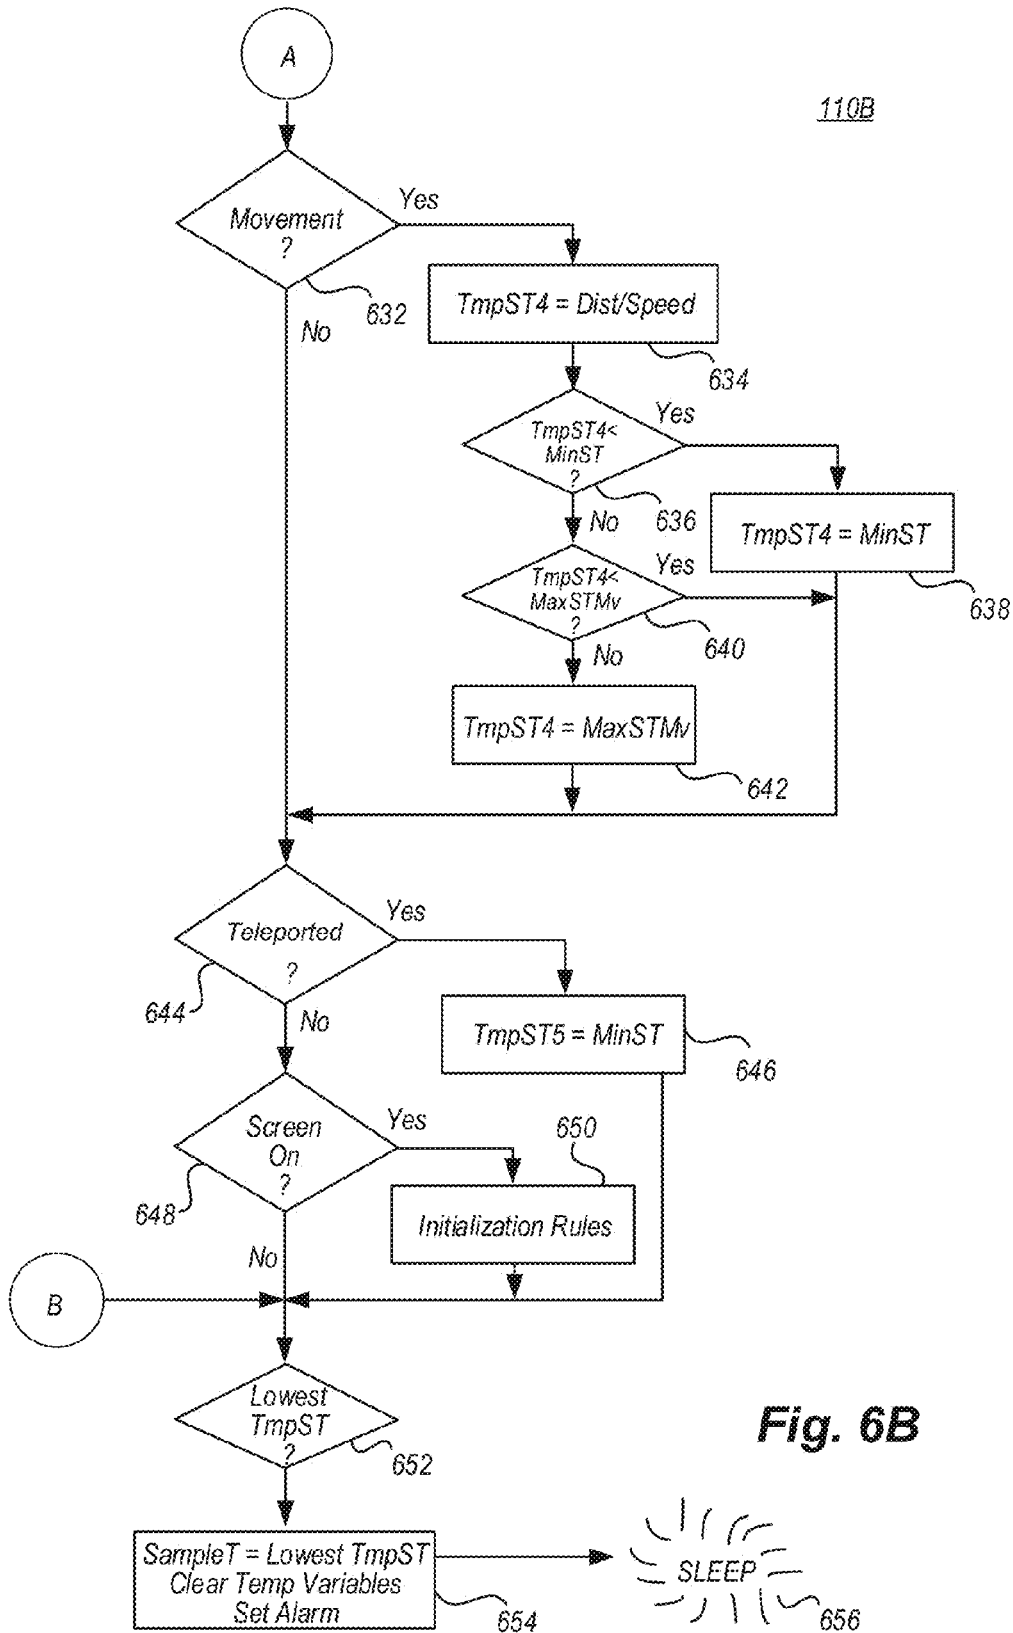 A
110B
Movement
?
Yes
632
No
TmpST4 = Dist/Speed
634
TmpST4<
MinST
?
Yes
636
No
TmpST4 = MinST
638
TmpST4<
MaxSTMv
?
Yes
640
No
TmpST4 = MaxSTMv
642
Teleported
?
Yes
644
No
TmpST5 = MinST
646
Screen
On
?
Yes
648
650
Initialization Rules
No
B
Lowest
TmpST
?
652
Fig. 6B
SampleT = Lowest TmpST
Clear Temp Variables
Set Alarm
654
SLEEP
656